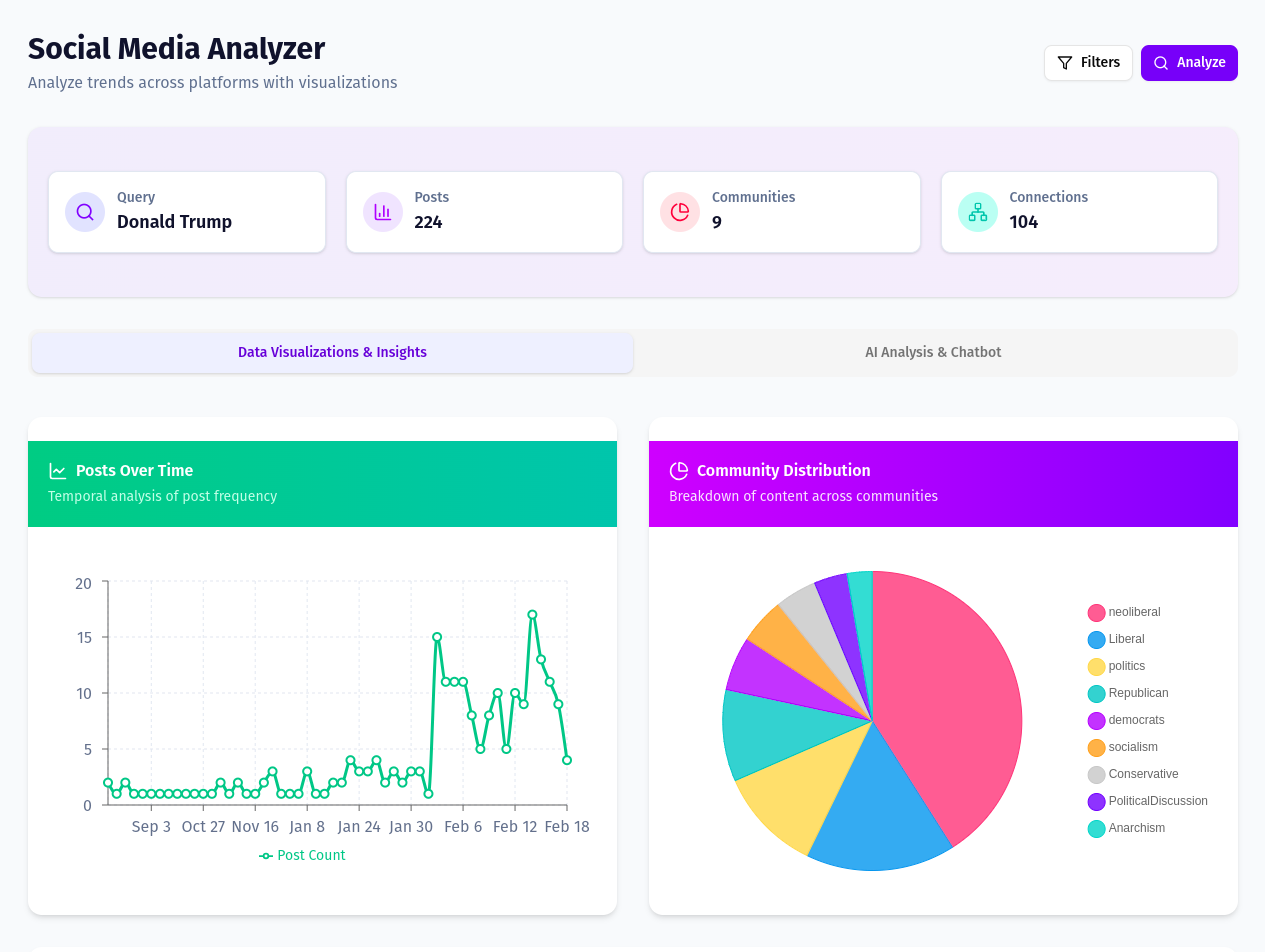 Social Media Analyzer
Analyze trends across platforms with visualizations
Filters
Analyze
Query
Donald Trump
Posts
224
Communities
9
Connections
104
Data Visualizations & Insights
AI Analysis & Chatbot
Posts Over Time
Temporal analysis of post frequency
20
15
10
5
0
Sep 3 Oct 27 Nov 16 Jan 8 Jan 24 Jan 30 Feb 6 Feb 12 Feb 18
Post Count
Community Distribution
Breakdown of content across communities
neoliberal
Liberal
politics
Republican
democrats
socialism
Conservative
PoliticalDiscussion
Anarchism